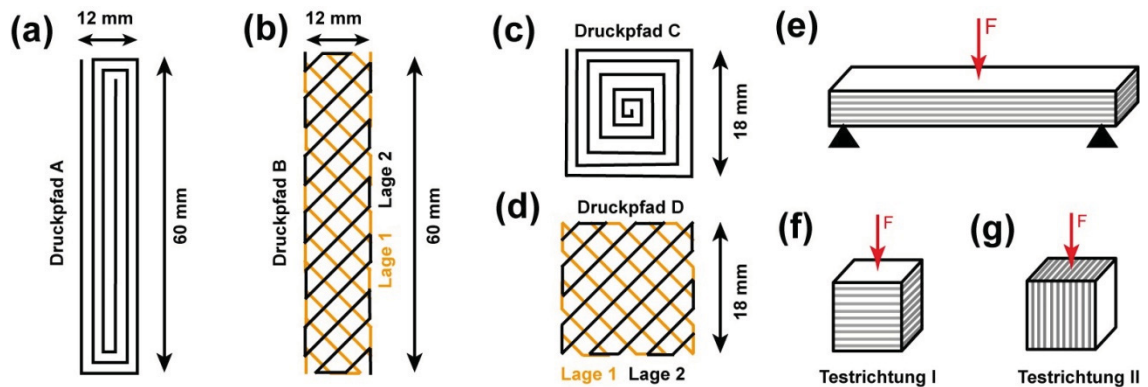 (a)
12 mm
Druckpfad A
60 mm
(b)
12 mm
Druckpfad B
Lage 1
Lage 2
60 mm
(c)
Druckpfad C
18 mm
(d)
Druckpfad D
18 mm
Lage 1 Lage 2
(e)
F
(f)
F
Testrichtung I
(g)
F
Testrichtung II